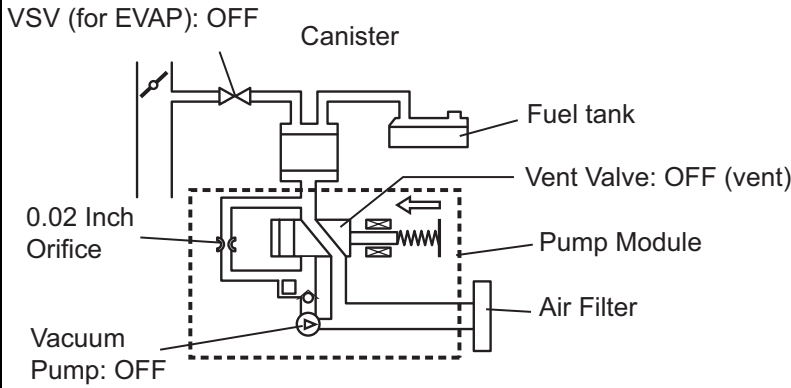 VSV (for EVAP): OFF
Canister
Fuel tank
Vent Valve: OFF (vent)
0.02 Inch
Orifice
Pump Module
Air Filter
Vacuum
Pump: OFF